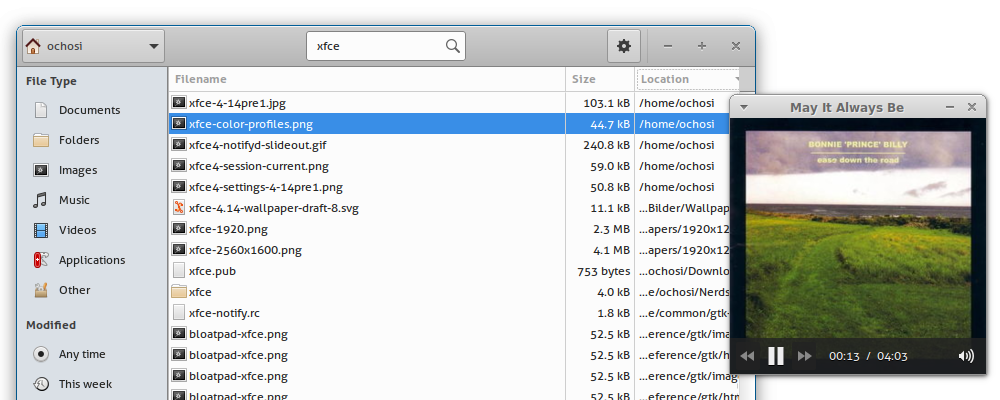 ochosi
xfce
File Type
Documents
Folders
Images
Music
Videos
Applications
Other
Modified
Any time
This week
Filename Size Location
xfce-4-14pre1.jpg 103.1 kB /home/ochosi
xfce-color-profiles.png 44.7 kB /home/ochosi
xfce4-notifyd-slideout.gif 240.8 kB /home/ochosi
xfce4-session-current.png 59.0 kB /home/ochosi
xfce4-settings-4-14pre1.png 50.8 kB /home/ochosi
xfce-4.14-wallpaper-draft-8.svg 11.1 kB ...Bilder/Wallpap
xfce-1920.png 2.3 MB ...apers/1920x12
xfce-2560x1600.png 4.1 MB ...apers/1920x12
xfce.pub 753 bytes ...ochosi/Downlo
xfce 4.0 kB ...e/ochosi/Nerds
xfce-notify.rc 1.8 kB ...e/common/gtk-
bloatpad-xfce.png 52.5 kB ...erence/gtk/ima
bloatpad-xfce.png 52.5 kB ...eference/gtk/im
bloatpad-xfce.png 52.5 kB ...erence/gtk/imag
bloatpad-xfce.png 52.5 kB ...eference/gtk/htm
May It Always Be
BONNIE 'PRINCE' BILLY
ease down the road
00:13 / 04:03